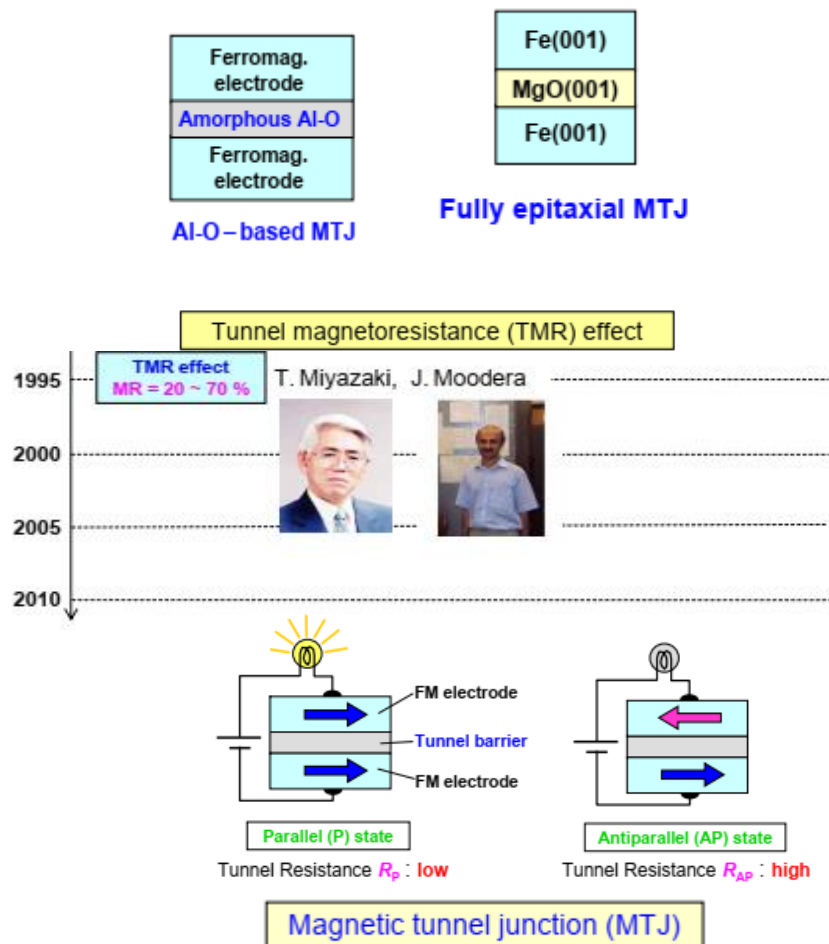 Ferromag.
electrode
Amorphous Al-O
Ferromag.
electrode
Al-O – based MTJ
Fe(001)
MgO(001)
Fe(001)
Fully epitaxial MTJ
Tunnel magnetoresistance (TMR) effect
TMR effect
MR = 20 ~ 70 %
T. Miyazaki, J. Moodera
1995
2000
2005
2010
FM electrode
Tunnel barrier
FM electrode
Parallel (P) state
Tunnel Resistance RP : low
Antiparallel (AP) state
Tunnel Resistance RAP : high
Magnetic tunnel junction (MTJ)